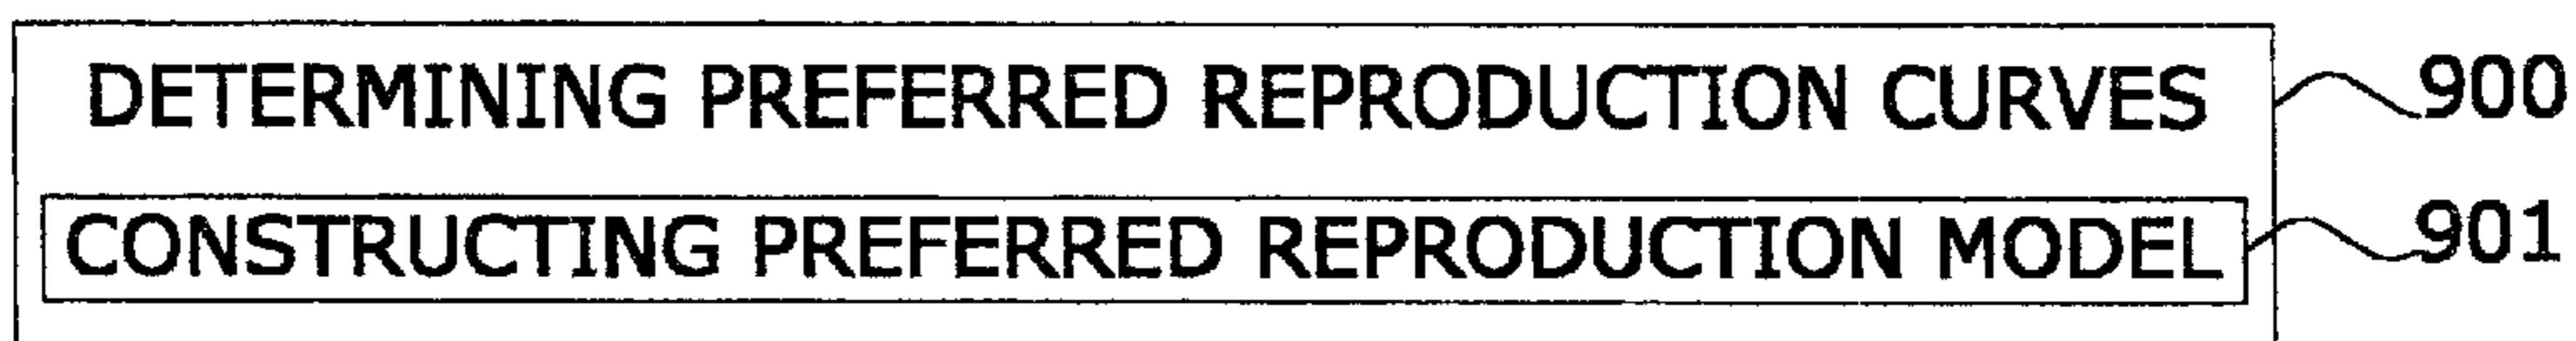 DETERMINING PREFERRED REPRODUCTION CURVES 900
CONSTRUCTING PREFERRED REPRODUCTION MODEL 901